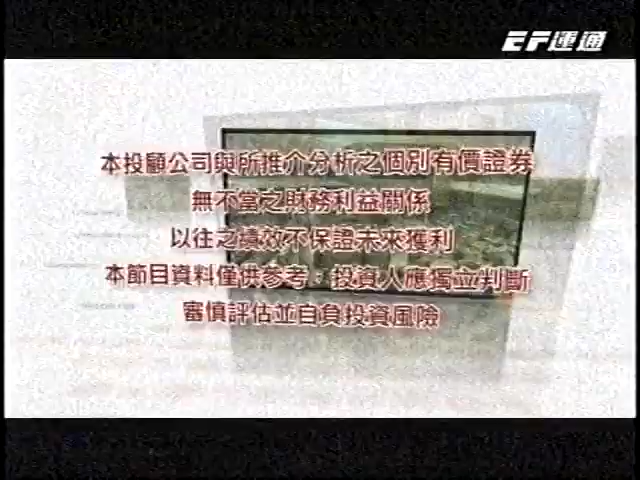 EF運通
本投顧公司與所推介分析之個別有價證券
無不當之財務利益關係
以往之績效不保證未來獲利
本節目資料僅供參考，投資人應獨立判斷
審慎評估並自負投資風險